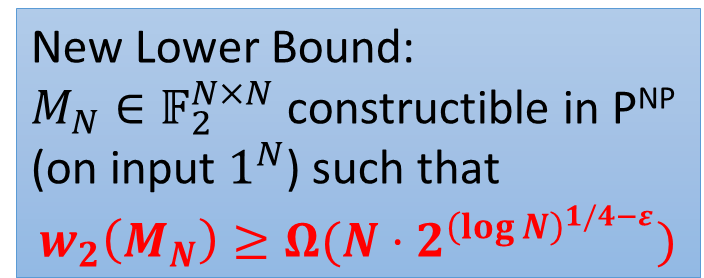 New Lower Bound:
𝑴_𝑵 ∈ 𝔽_𝟐^{𝑵×𝑵} constructible in P^{NP}
(on input 𝟏^𝑵) such that
𝒘_𝟐(𝑴_𝑵) ≥ 𝛀(𝑵 · 𝟐^{(𝐥𝐨𝐠 𝑵)^{𝟏/𝟒−𝜺}})